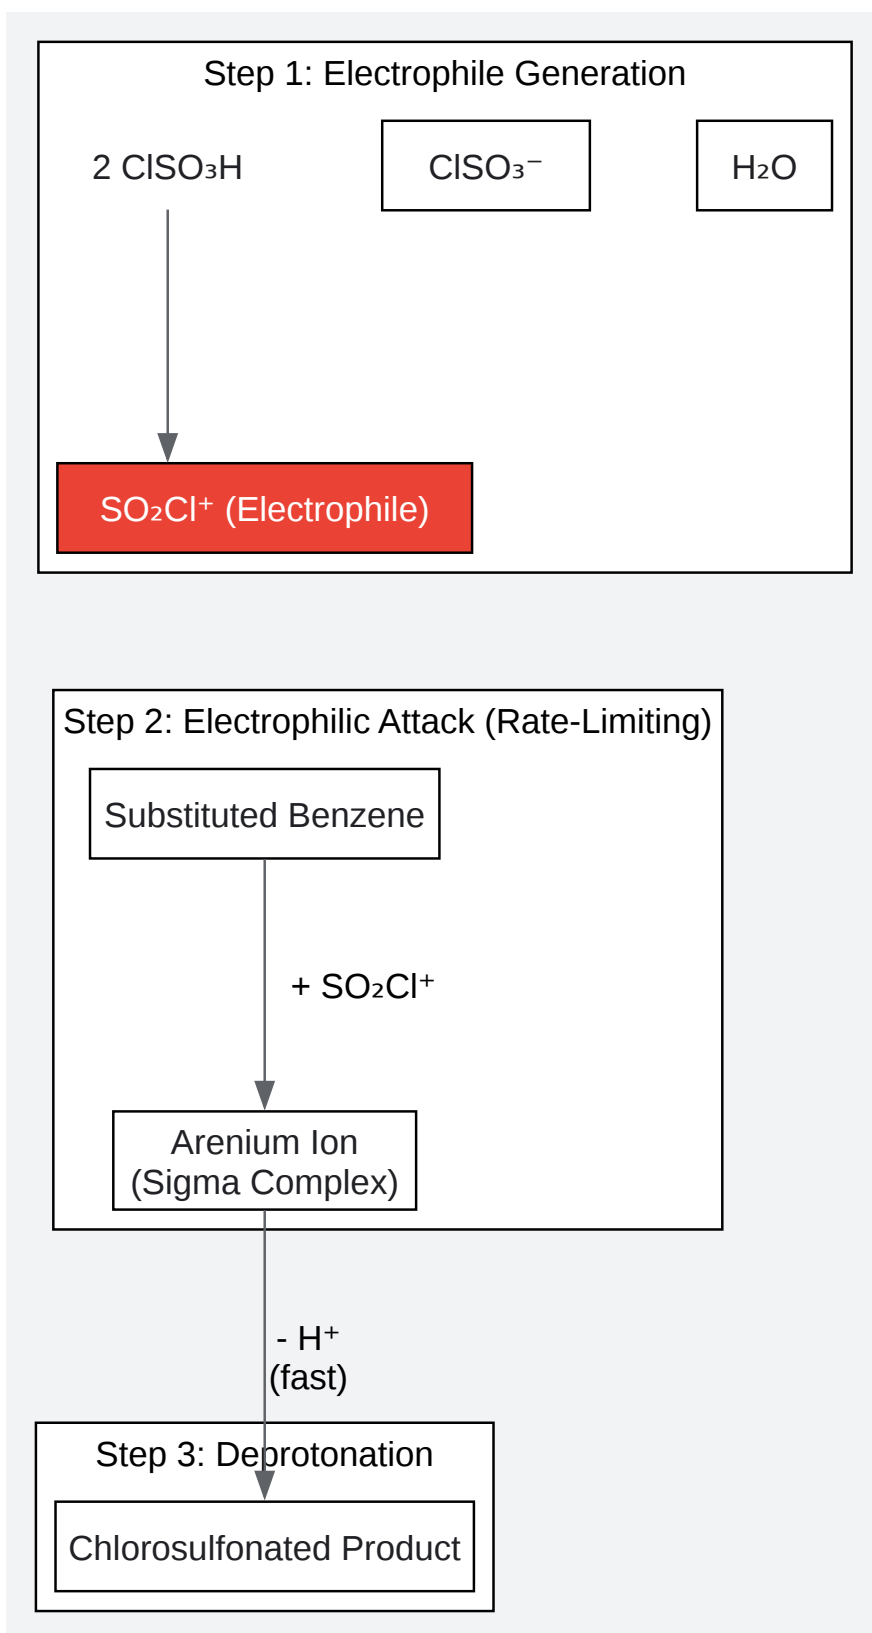 Step 1: Electrophile Generation
2 ClSO₃H
ClSO₃⁻
H₂O
SO₂Cl⁺ (Electrophile)
Step 2: Electrophilic Attack (Rate-Limiting)
Substituted Benzene
+ SO₂Cl⁺
Arenium Ion
(Sigma Complex)
- H⁺
(fast)
Step 3: Deprotonation
Chlorosulfonated Product